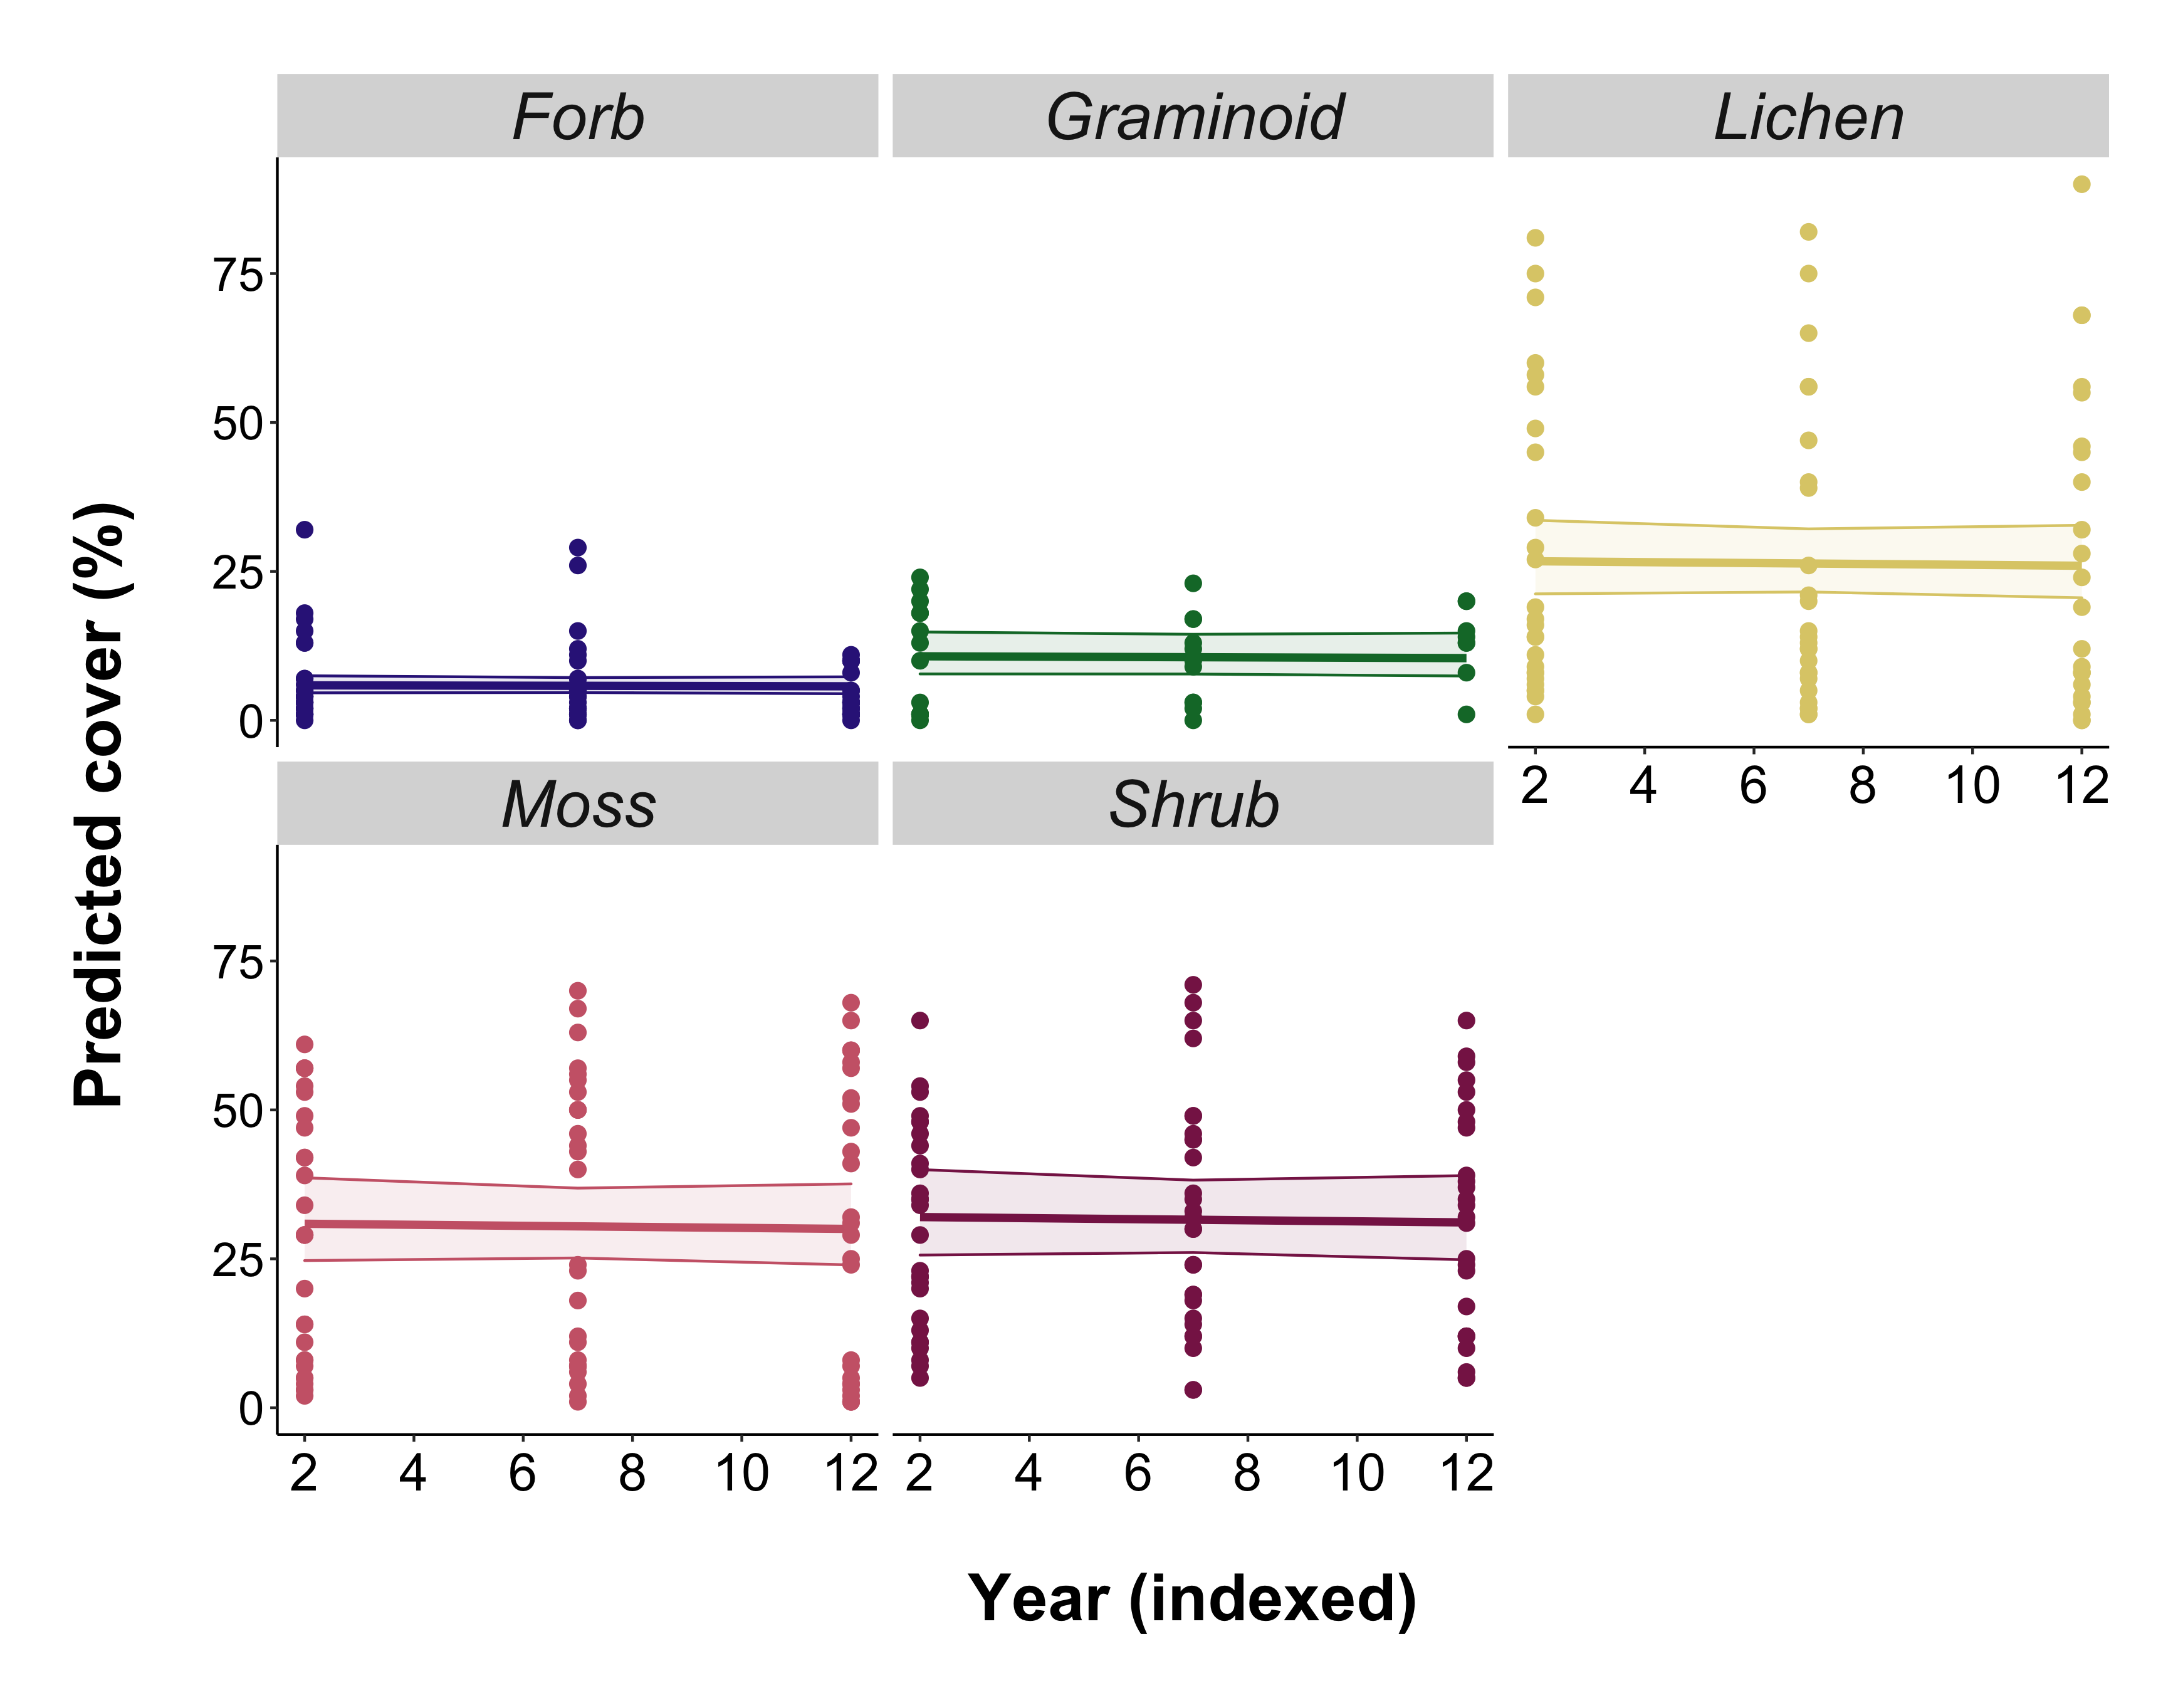 Forb Graminoid Lichen
75
50
25
0
2 4 6 8 10 12
Moss Shrub
75
50
25
0
2 4 6 8 10 12 2 4 6 8 10 12
Predicted cover (%)
Year (indexed)